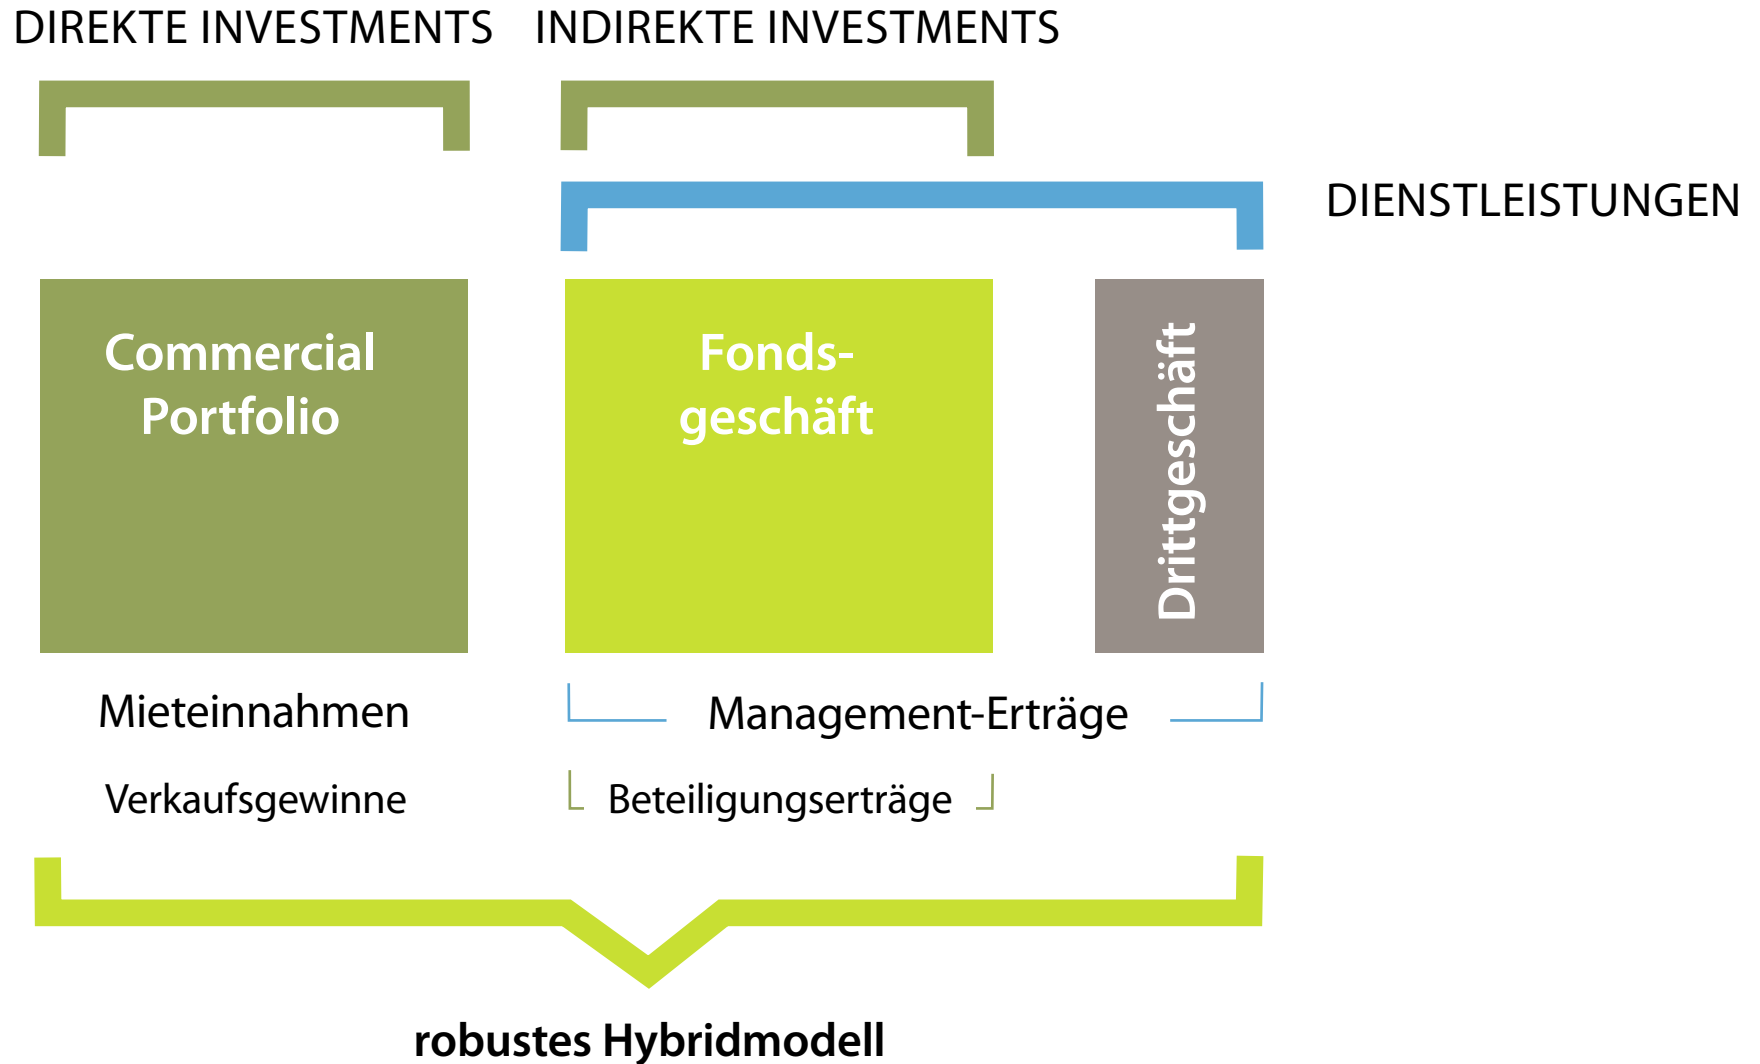 DIREKTE INVESTMENTS
INDIREKTE INVESTMENTS
DIENSTLEISTUNGEN
Commercial
Portfolio
Fonds-
geschäft
Drittgeschäft
Mieteinnahmen
Management-Erträge
Verkaufsgewinne
Beteiligungserträge
robustes Hybridmodell